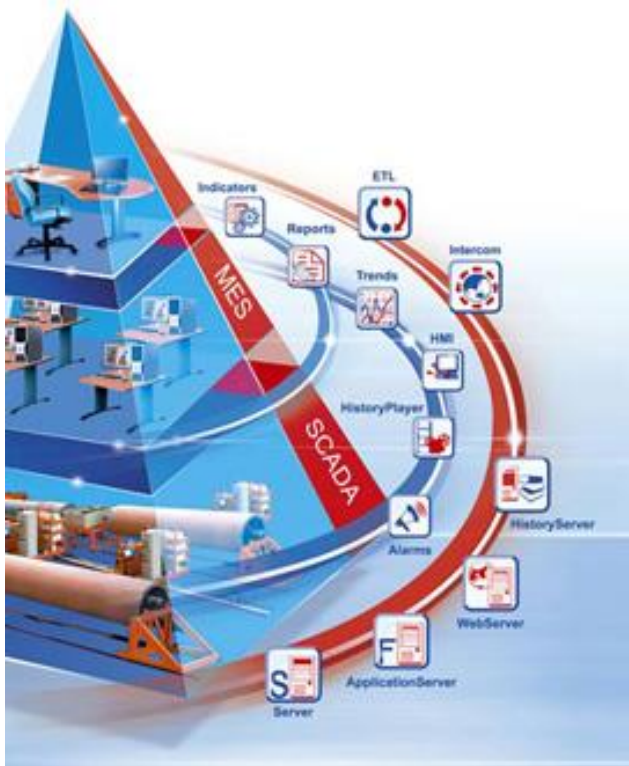 ETL
Indicators
Reports
Intercom
Trends
MES
HMI
HistoryPlayer
SCADA
HistoryServer
Alarms
WebServer
F
ApplicationServer
S
Server